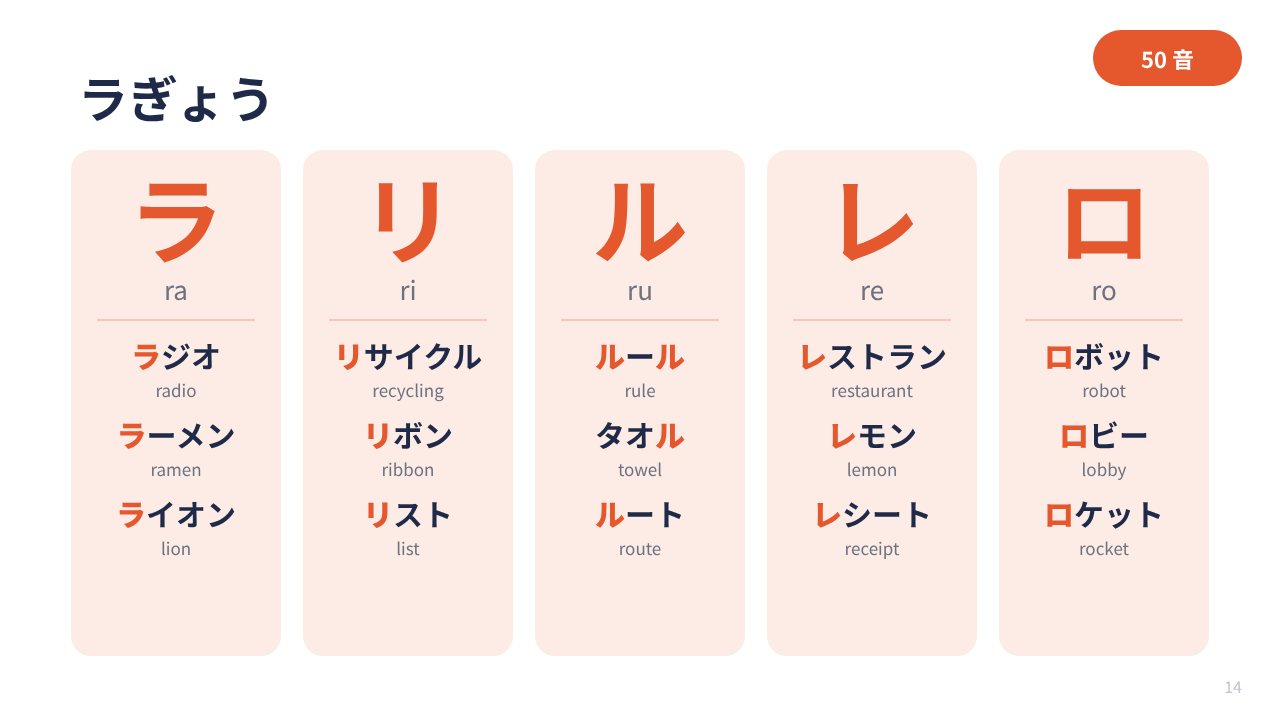 50 音
ラぎょう
ラ
ra
ラジオ
radio
ラーメン
ramen
ライオン
lion
リ
ri
リサイクル
recycling
リボン
ribbon
リスト
list
ル
ru
ルール
rule
タオル
towel
ルート
route
レ
re
レストラン
restaurant
レモン
lemon
レシート
receipt
ロ
ro
ロボット
robot
ロビー
lobby
ロケット
rocket
14